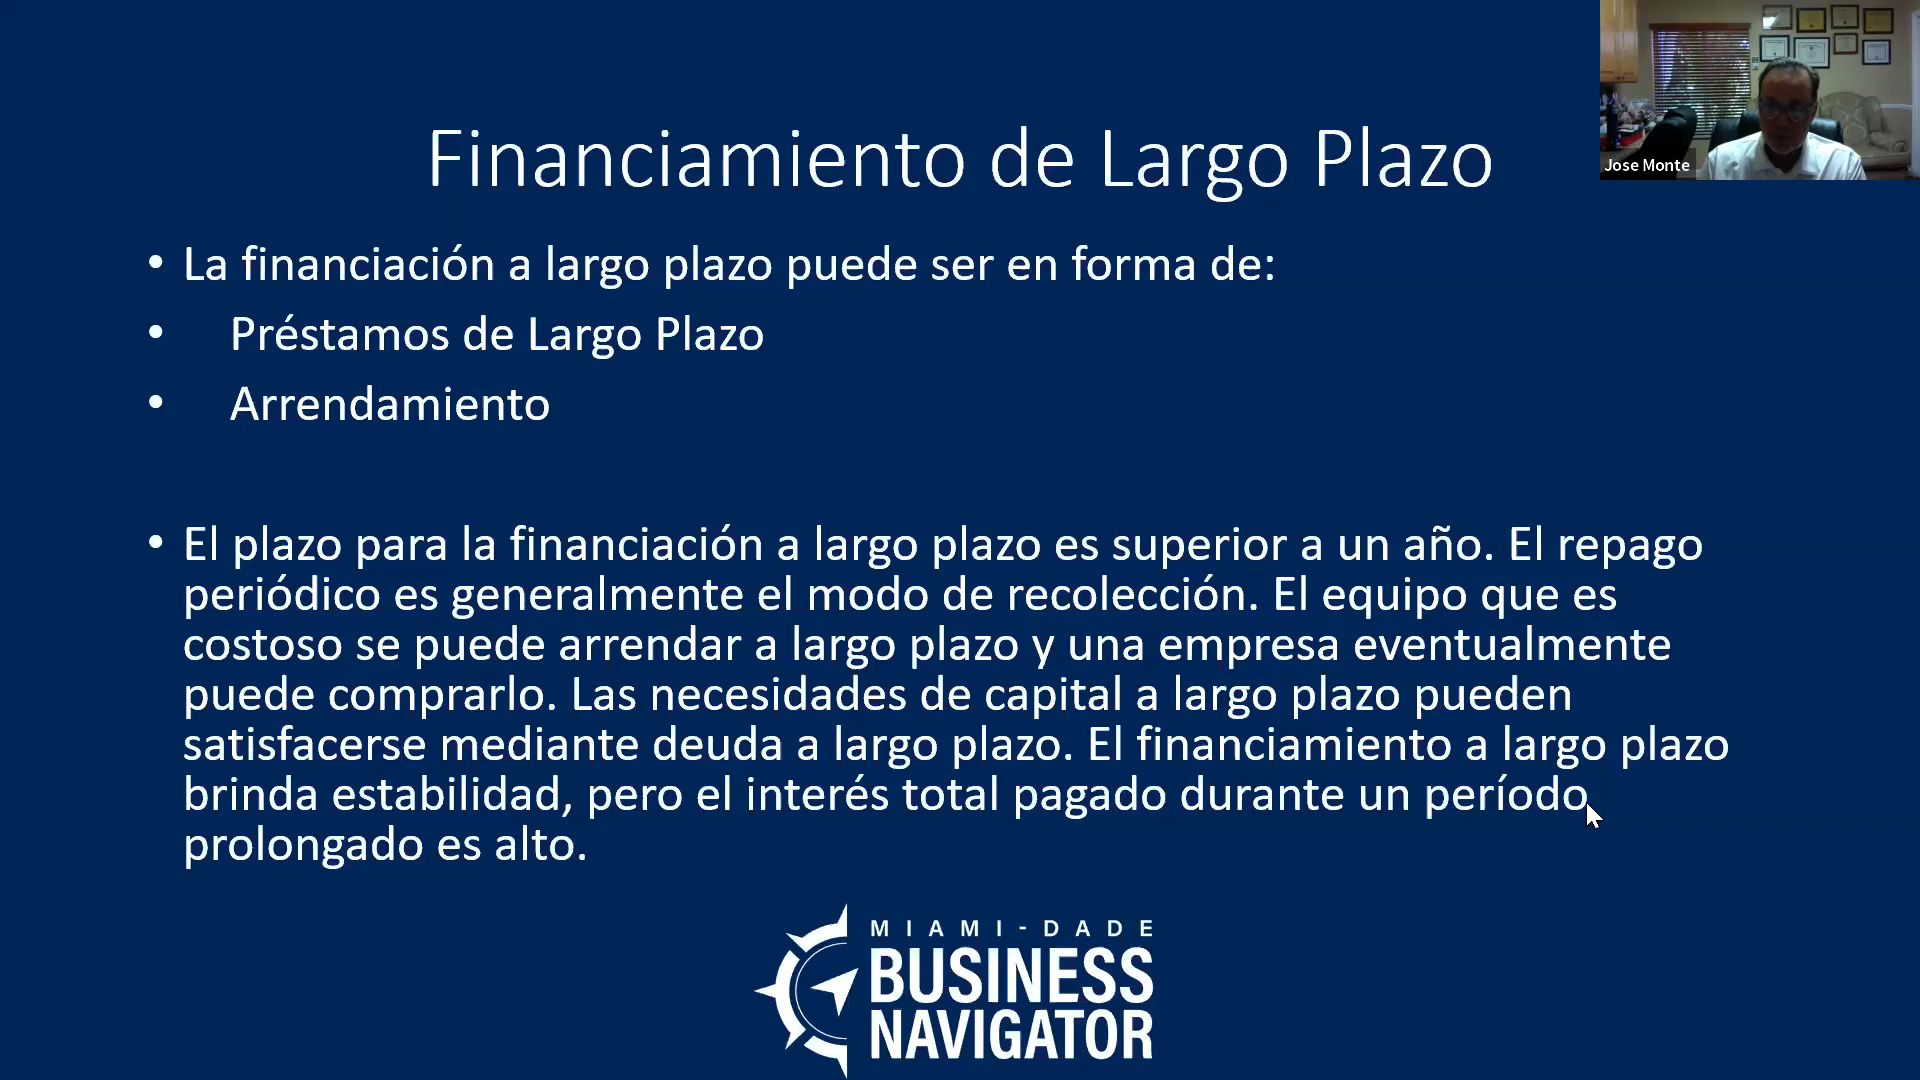 Jose Monte
Financiamiento de Largo Plazo
• La financiación a largo plazo puede ser en forma de:
• Préstamos de Largo Plazo
• Arrendamiento
• El plazo para la financiación a largo plazo es superior a un año. El repago
periódico es generalmente el modo de recolección. El equipo que es
costoso se puede arrendar a largo plazo y una empresa eventualmente
puede comprarlo. Las necesidades de capital a largo plazo pueden
satisfacerse mediante deuda a largo plazo. El financiamiento a largo plazo
brinda estabilidad, pero el interés total pagado durante un período
prolongado es alto.
MIAMI-DADE
BUSINESS
NAVIGATOR